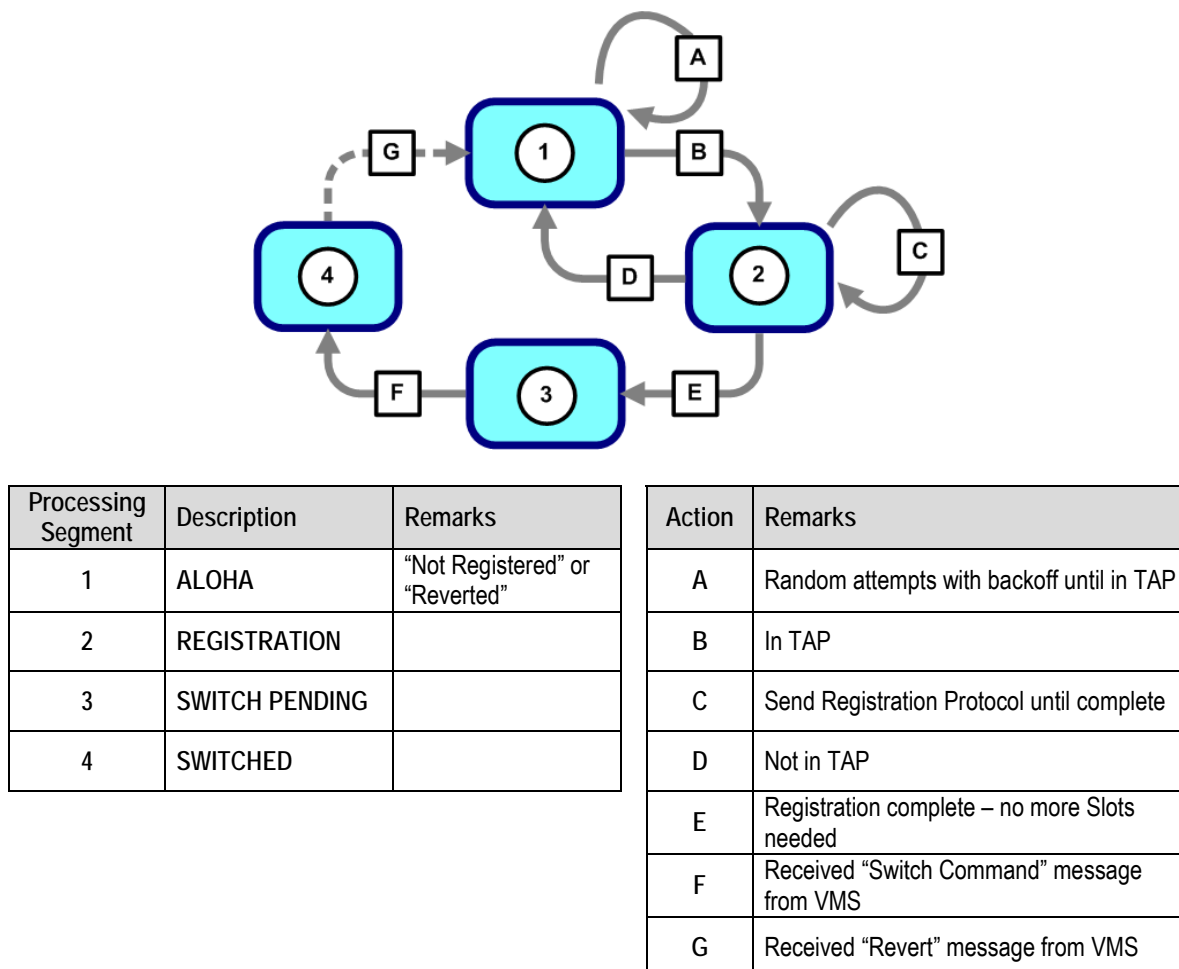 A
G
1
B
4
D
2
C
F
3
E
Processing Segment Description Remarks
1 ALOHA "Not Registered" or "Reverted"
2 REGISTRATION
3 SWITCH PENDING
4 SWITCHED
Action Remarks
A Random attempts with backoff until in TAP
B In TAP
C Send Registration Protocol until complete
D Not in TAP
E Registration complete – no more Slots needed
F Received "Switch Command" message from VMS
G Received "Revert" message from VMS